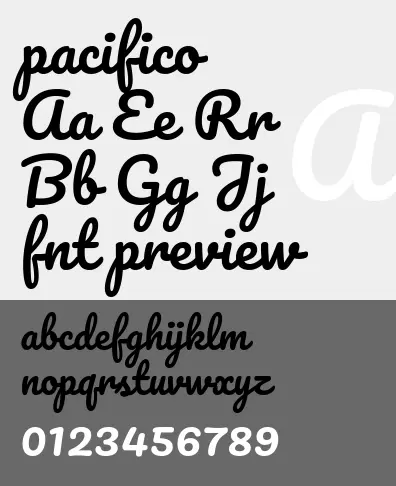 pacifico
Aa Ee Rr
a
Bb Gg Jj
fnt preview
abcdefghijklm
nopqrstuvwxyz
0123456789